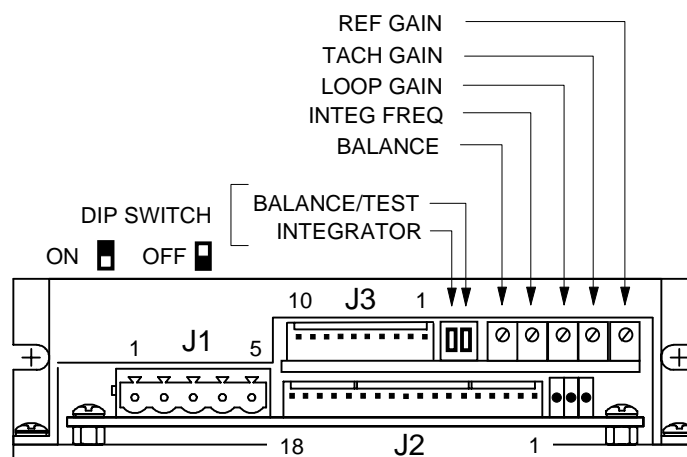 REF GAIN
TACH GAIN
LOOP GAIN
INTEG FREQ
BALANCE
BALANCE/TEST
DIP SWITCH
INTEGRATOR
ON OFF
10 J3 1
1 J1 5
18 J2 1